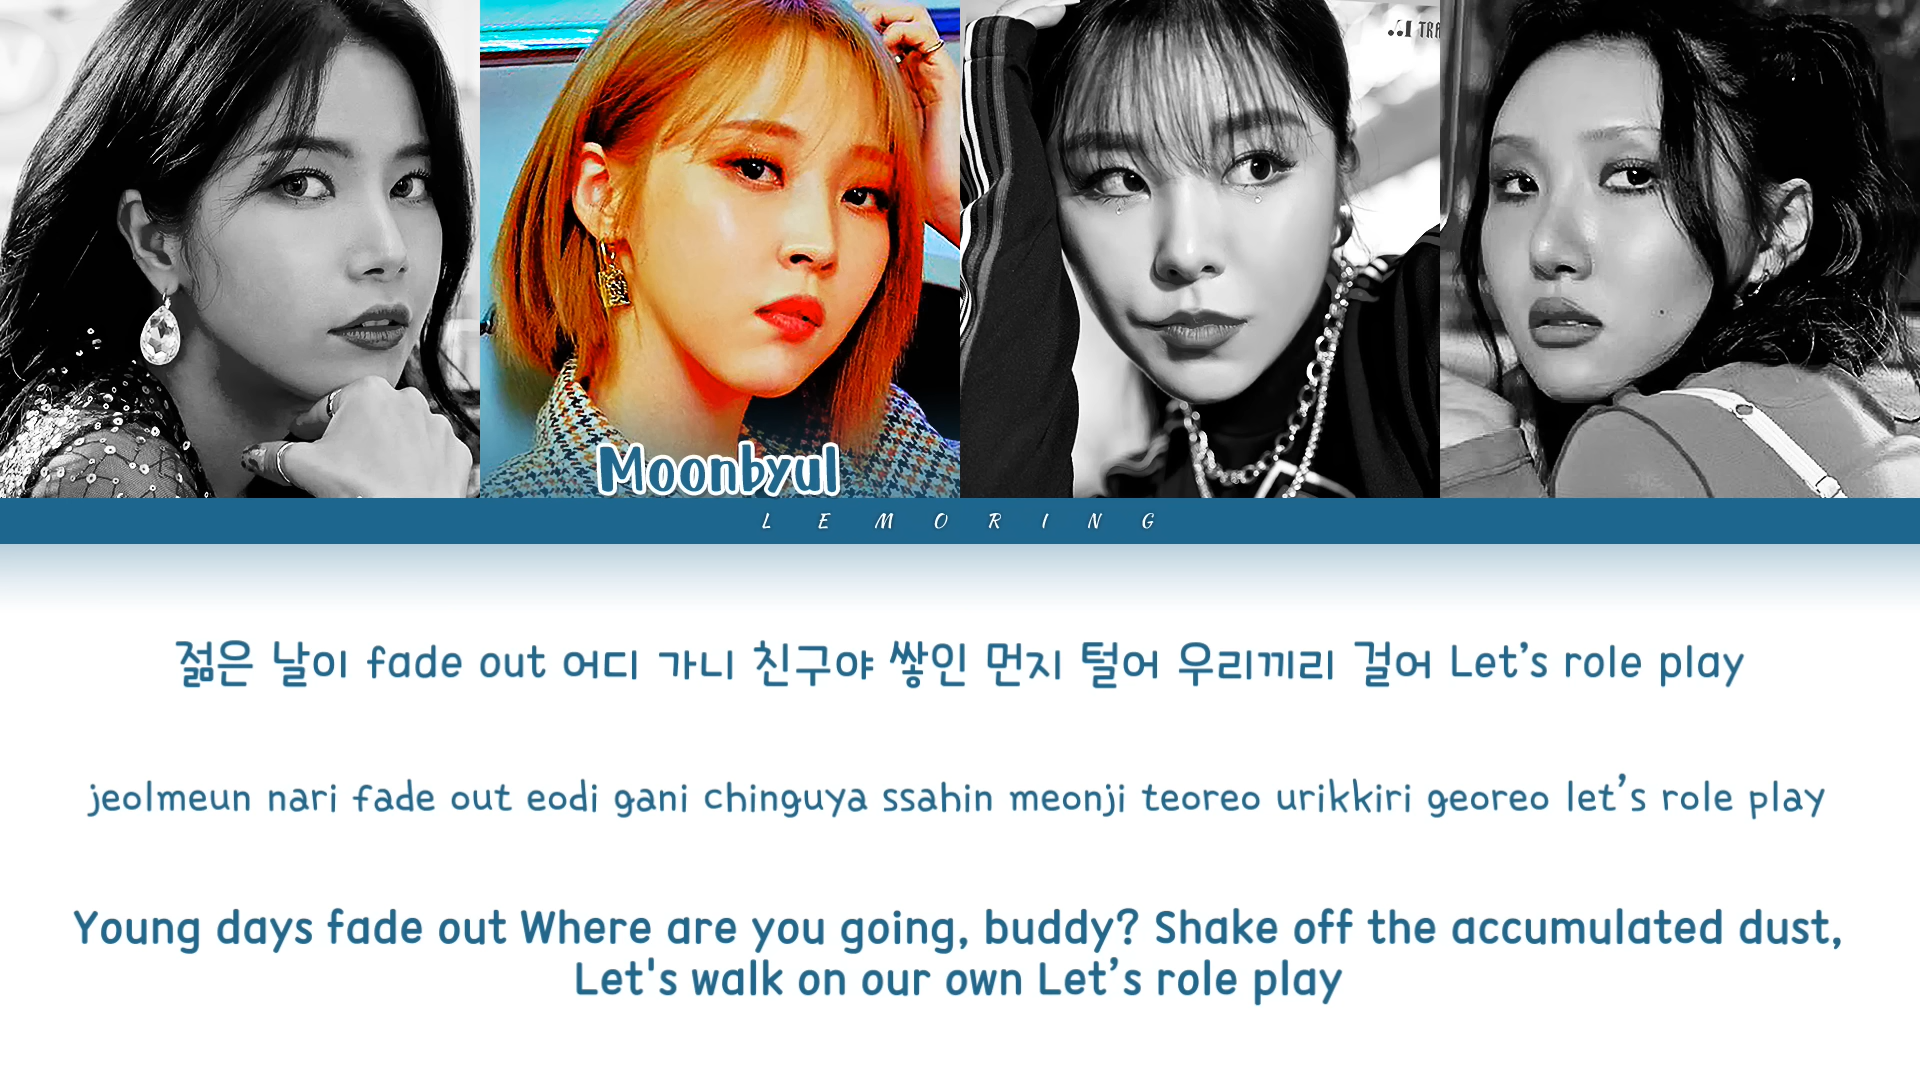 TRA
Moonbyul
LEMORING
젊은 날이 fade out 어디 가니 친구야 쌓인 먼지 털어 우리끼리 걸어 Let’s role play
jeolmeun nari fade out eodi gani chinguya ssahin meonji teoreo urikkiri georeo let’s role play
Young days fade out Where are you going, buddy? Shake off the accumulated dust,
Let's walk on our own Let’s role play